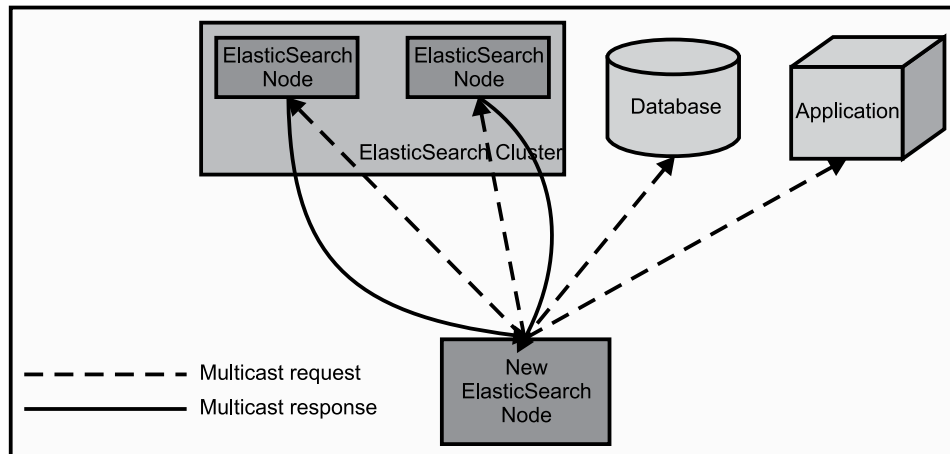 ElasticSearch
Node
ElasticSearch
Node
Database
Application
ElasticSearch Cluster
New
ElasticSearch
Node
Multicast request
Multicast response